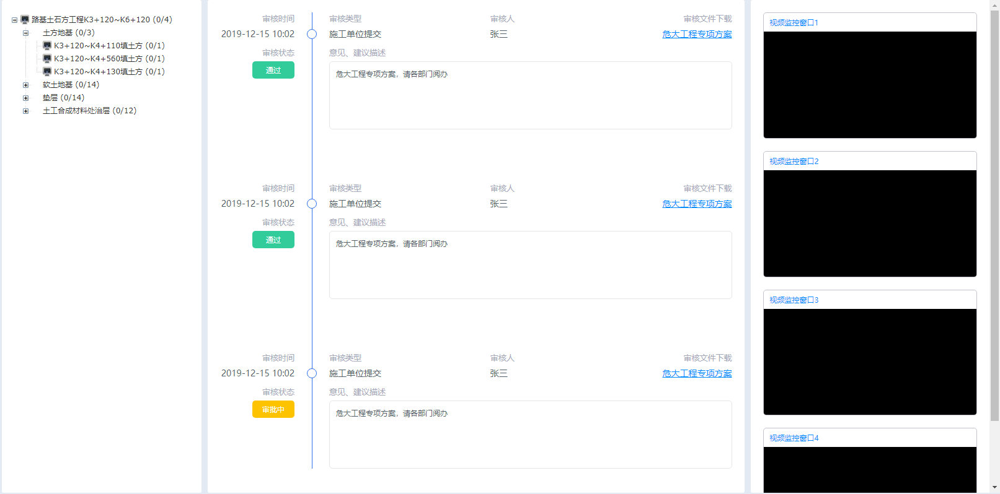 路基土石方工程K3+120~K6+120 (0/4)
土方地基 (0/3)
K3+120~K4+110填土方 (0/1)
K3+120~K4+560填土方 (0/1)
K3+120~K4+130填土方 (0/1)
软土地基 (0/14)
垫层 (0/14)
土工合成材料处治层 (0/12)
审核时间 审核类型 审核人 审核文件下载
2019-12-15 10:02 施工单位提交 张三 危大工程专项方案
审核状态 意见、建议描述
通过 危大工程专项方案，请各部门阅办
审核时间 审核类型 审核人 审核文件下载
2019-12-15 10:02 施工单位提交 张三 危大工程专项方案
审核状态 意见、建议描述
通过 危大工程专项方案，请各部门阅办
审核时间 审核类型 审核人 审核文件下载
2019-12-15 10:02 施工单位提交 张三 危大工程专项方案
审核状态 意见、建议描述
审批中 危大工程专项方案，请各部门阅办
视频监控窗口1
视频监控窗口2
视频监控窗口3
视频监控窗口4